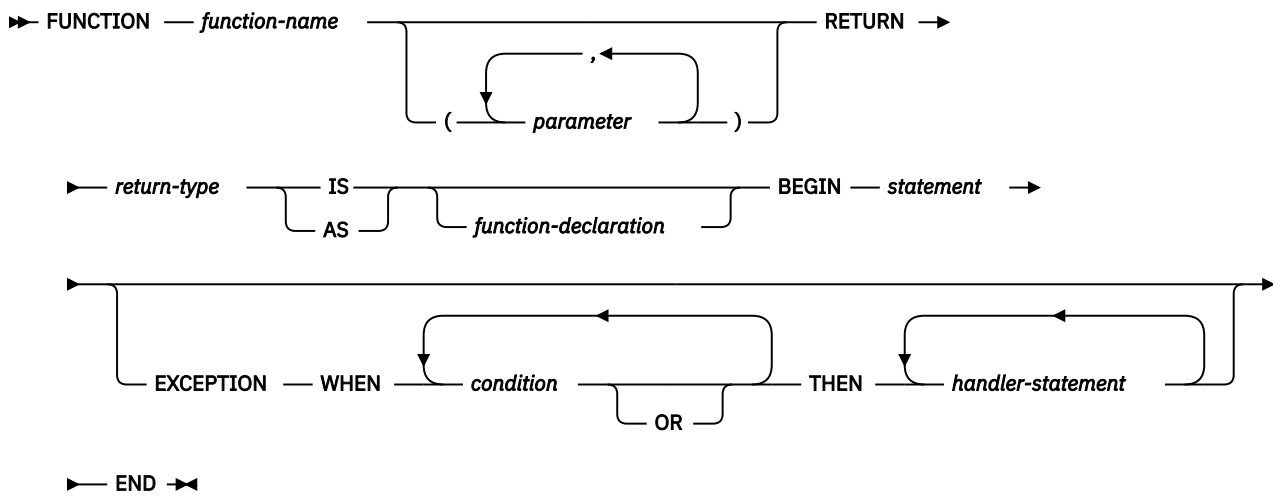 FUNCTION function-name RETURN
,
( parameter )
return-type IS BEGIN statement
AS function-declaration
EXCEPTION WHEN condition THEN handler-statement
OR
END